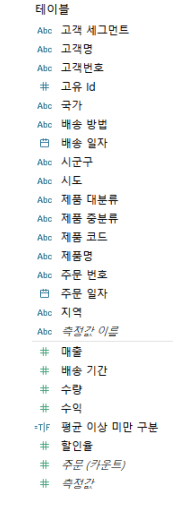 테이블
Abc 고객 세그먼트
Abc 고객명
Abc 고객번호
# 고유 Id
Abc 국가
Abc 배송 방법
배송 일자
Abc 시군구
Abc 시도
Abc 제품 대분류
Abc 제품 중분류
Abc 제품 코드
Abc 제품명
Abc 주문 번호
주문 일자
Abc 지역
Abc 측정값 이름
# 매출
# 배송 기간
# 수량
# 수익
=T|F 평균 이상 미만 구분
# 할인율
# 주문 (카운트)
# 측정값